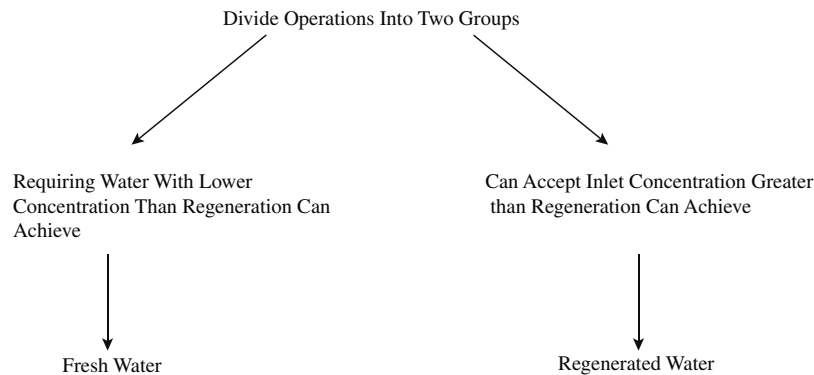 Divide Operations Into Two Groups
Requiring Water With Lower
Concentration Than Regeneration Can
Achieve
Can Accept Inlet Concentration Greater
than Regeneration Can Achieve
Fresh Water
Regenerated Water